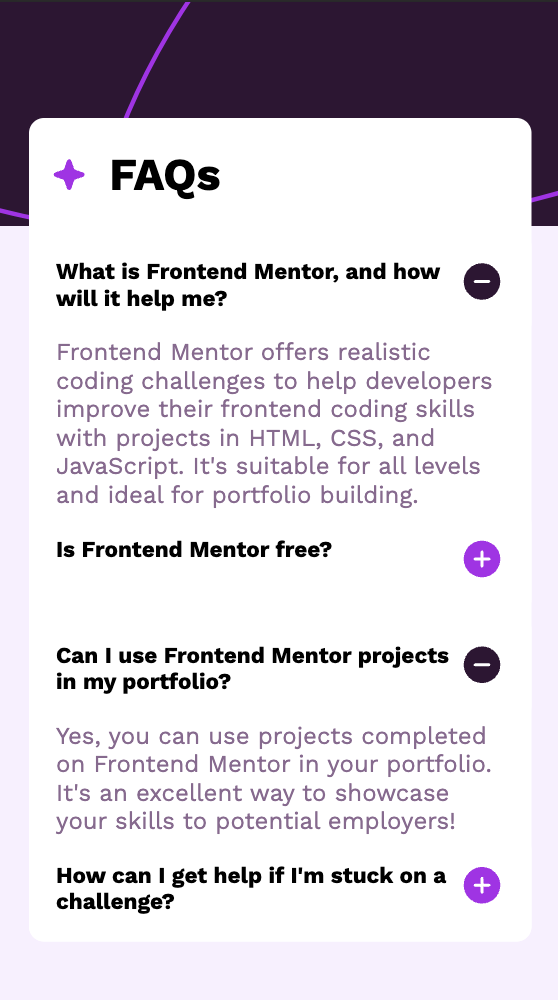 FAQs
What is Frontend Mentor, and how
will it help me?
Frontend Mentor offers realistic
coding challenges to help developers
improve their frontend coding skills
with projects in HTML, CSS, and
JavaScript. It's suitable for all levels
and ideal for portfolio building.
Is Frontend Mentor free?
Can I use Frontend Mentor projects
in my portfolio?
Yes, you can use projects completed
on Frontend Mentor in your portfolio.
It's an excellent way to showcase
your skills to potential employers!
How can I get help if I'm stuck on a
challenge?